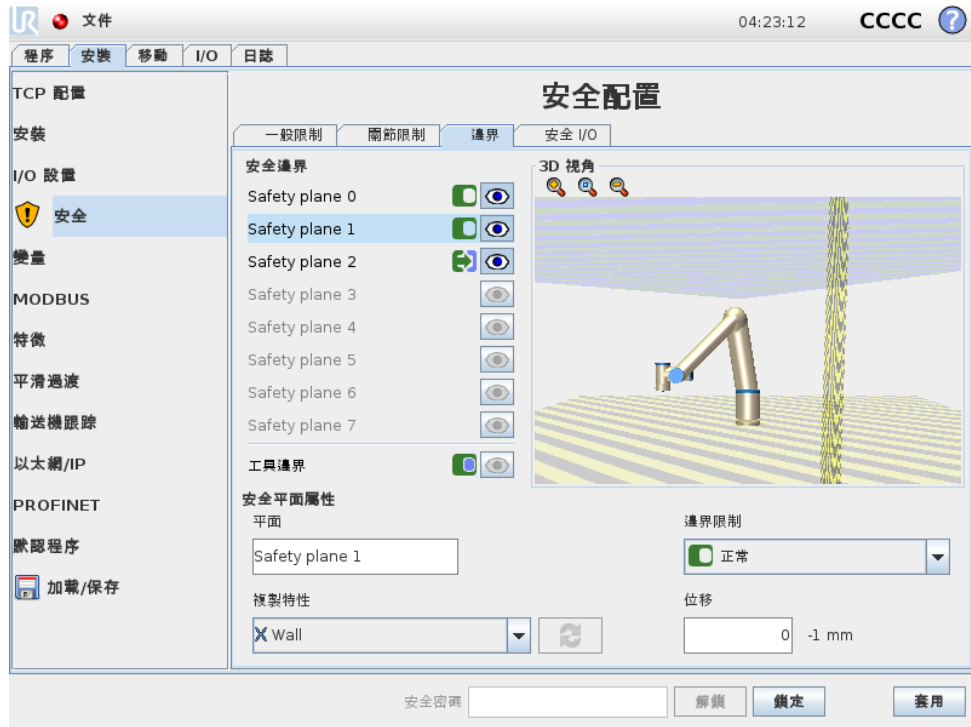 UR 文件 04:23:12 CCCC ?
程序 安裝 移動 I/O 日誌
TCP 配置
安裝
I/O 設置
安全
變量
MODBUS
特徵
平滑過渡
輸送機跟踪
以太網/IP
PROFINET
默認程序
加載/保存
安全配置
一般限制 關節限制 邊界 安全 I/O
安全邊界
Safety plane 0
Safety plane 1
Safety plane 2
Safety plane 3
Safety plane 4
Safety plane 5
Safety plane 6
Safety plane 7
工具邊界
3D 視角
安全平面屬性
平面
Safety plane 1
複製特性
Wall
邊界限制
正常
位移
0 -1 mm
安全密碼 解鎖 鎖定 套用